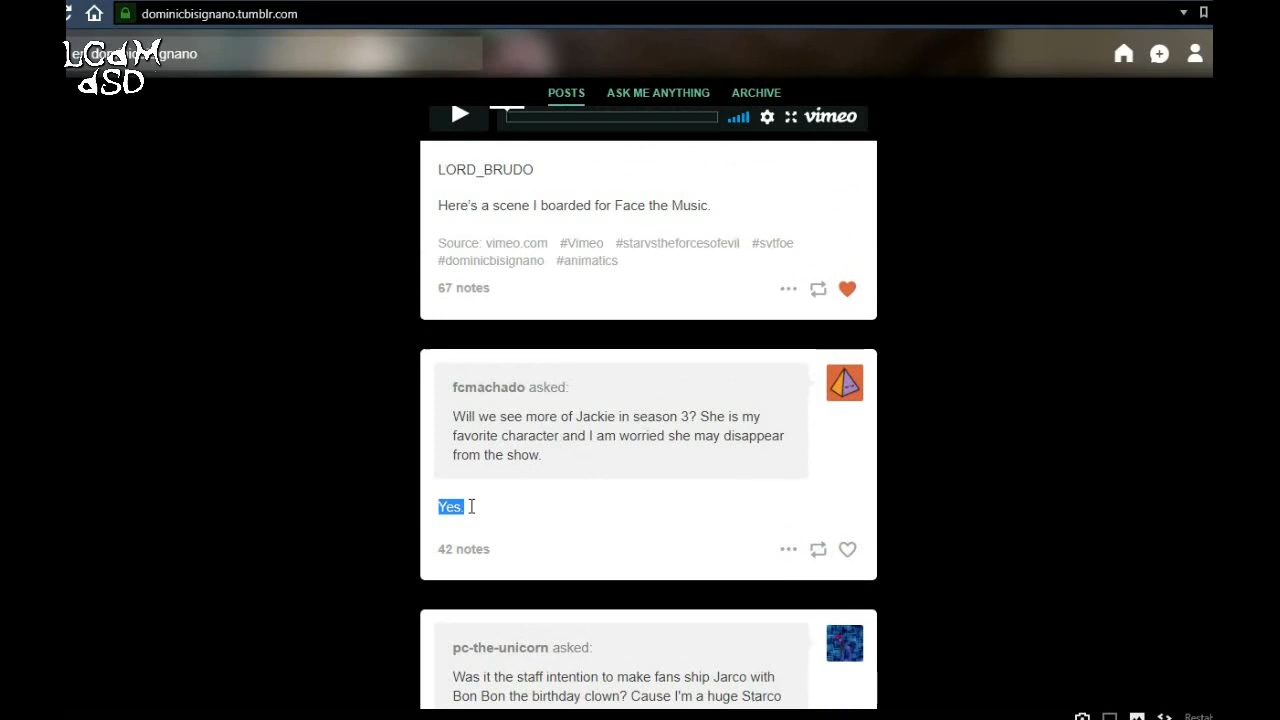 dominicbisignano.tumblr.com
LCdM
dSD
POSTS ASK ME ANYTHING ARCHIVE
vimeo
LORD_BRUDO
Here's a scene I boarded for Face the Music.
Source: vimeo.com #Vimeo #starvstheforcesofevil #svtfoe
#dominicbisignano #animatics
67 notes
fcmachado asked:
Will we see more of Jackie in season 3? She is my
favorite character and I am worried she may disappear
from the show.
Yes.
42 notes
pc-the-unicorn asked:
Was it the staff intention to make fans ship Jarco with
Bon Bon the birthday clown? Cause I'm a huge Starco